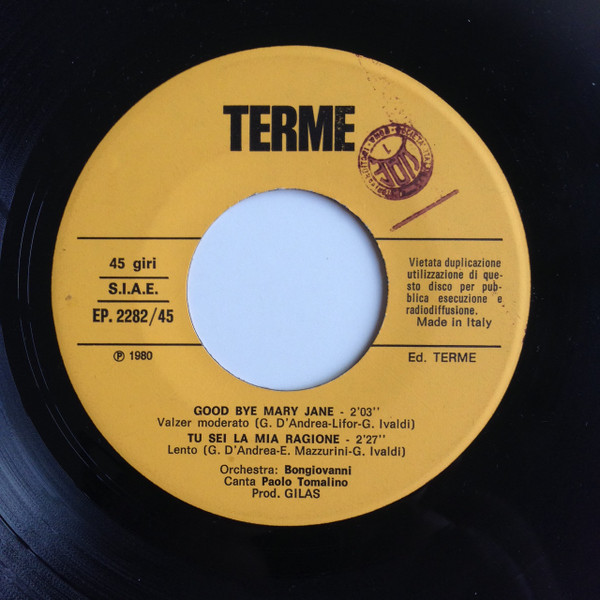 TERME
SIAE
45 giri
S.I.A.E.
EP. 2282/45
℗ 1980
Vietata duplicazione
utilizzazione di que-
sto disco per pub-
blica esecuzione e
radiodiffusione.
Made in Italy
Ed. TERME
GOOD BYE MARY JANE - 2'03''
Valzer moderato (G. D'Andrea-Lifor-G. Ivaldi)
TU SEI LA MIA RAGIONE - 2'27''
Lento (G. D'Andrea-E. Mazzurini-G. Ivaldi)
Orchestra: Bongiovanni
Canta Paolo Tomalino
Prod. GILAS